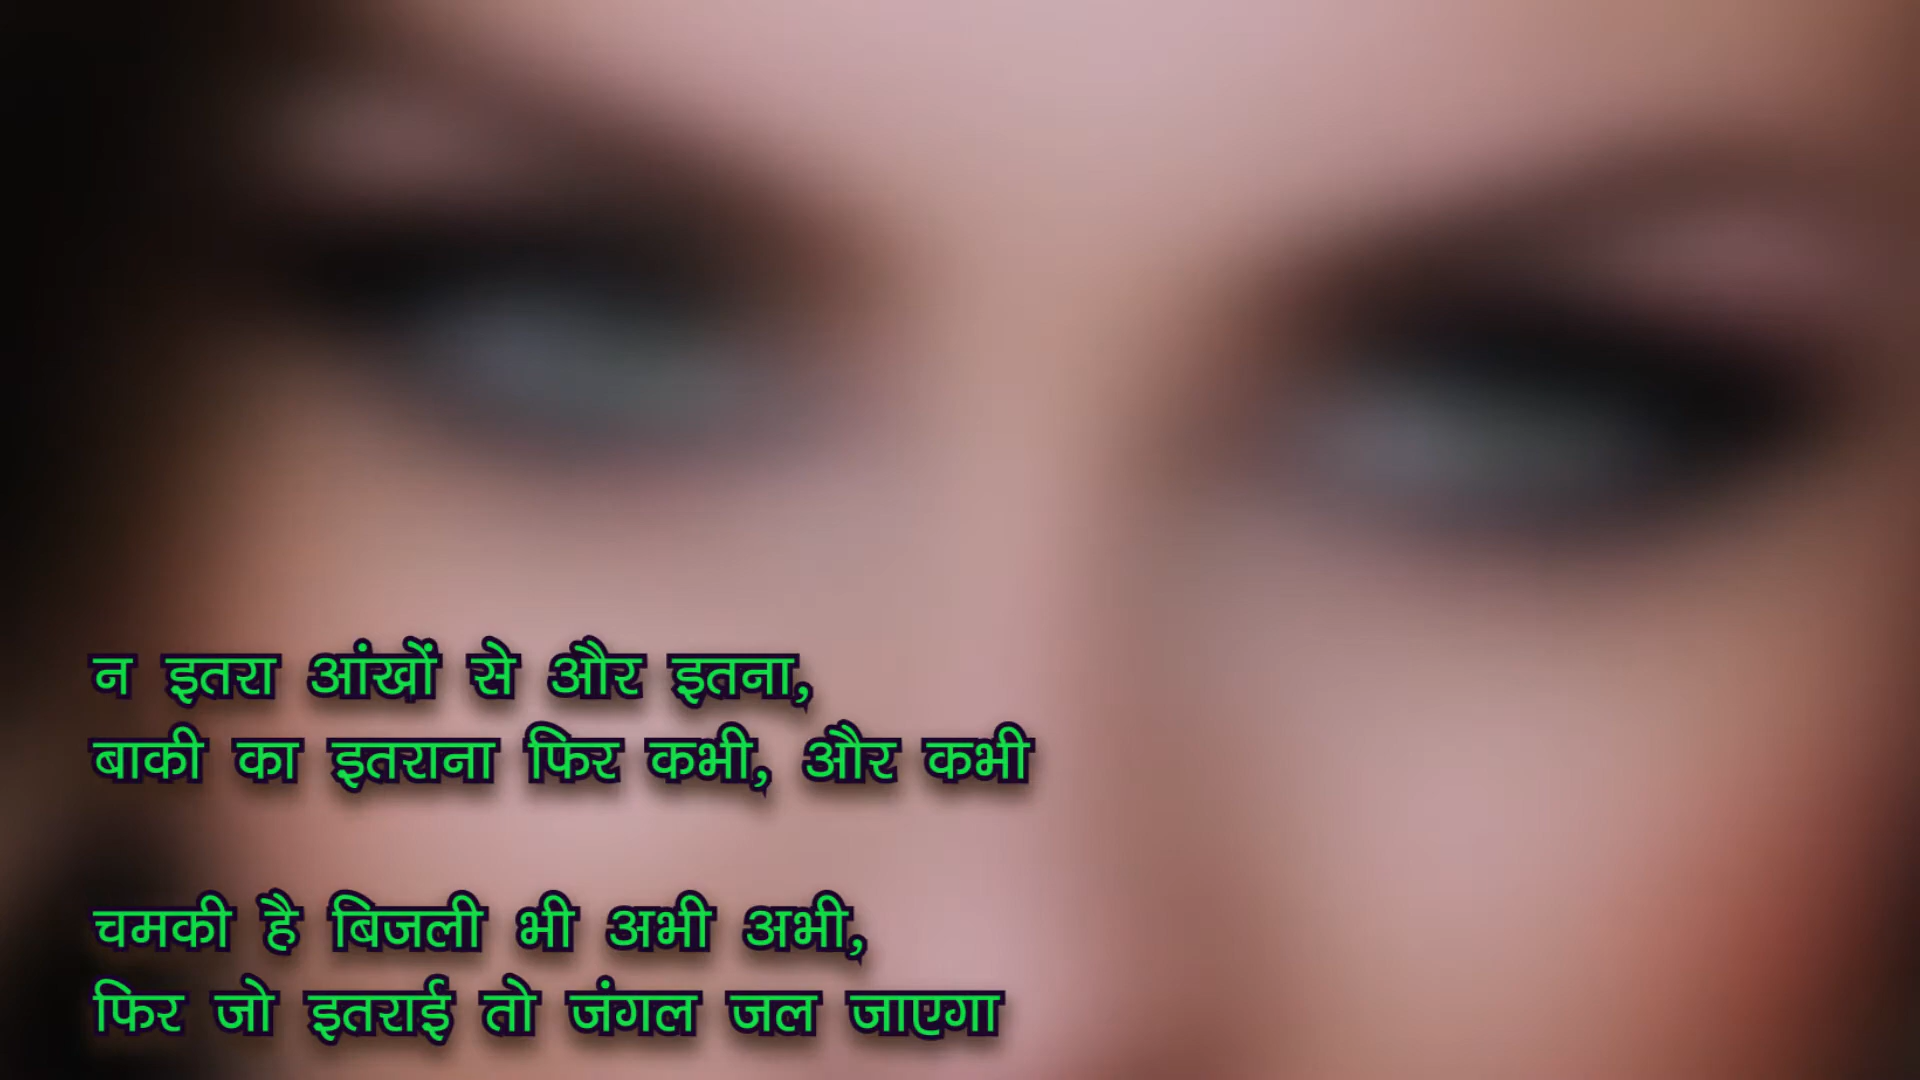 न इतरा आंखों से और इतना,
बाकी का इतराना फिर कभी, और कभी
चमकी है बिजली भी अभी अभी,
फिर जो इतराई तो जंगल जल जाएगा